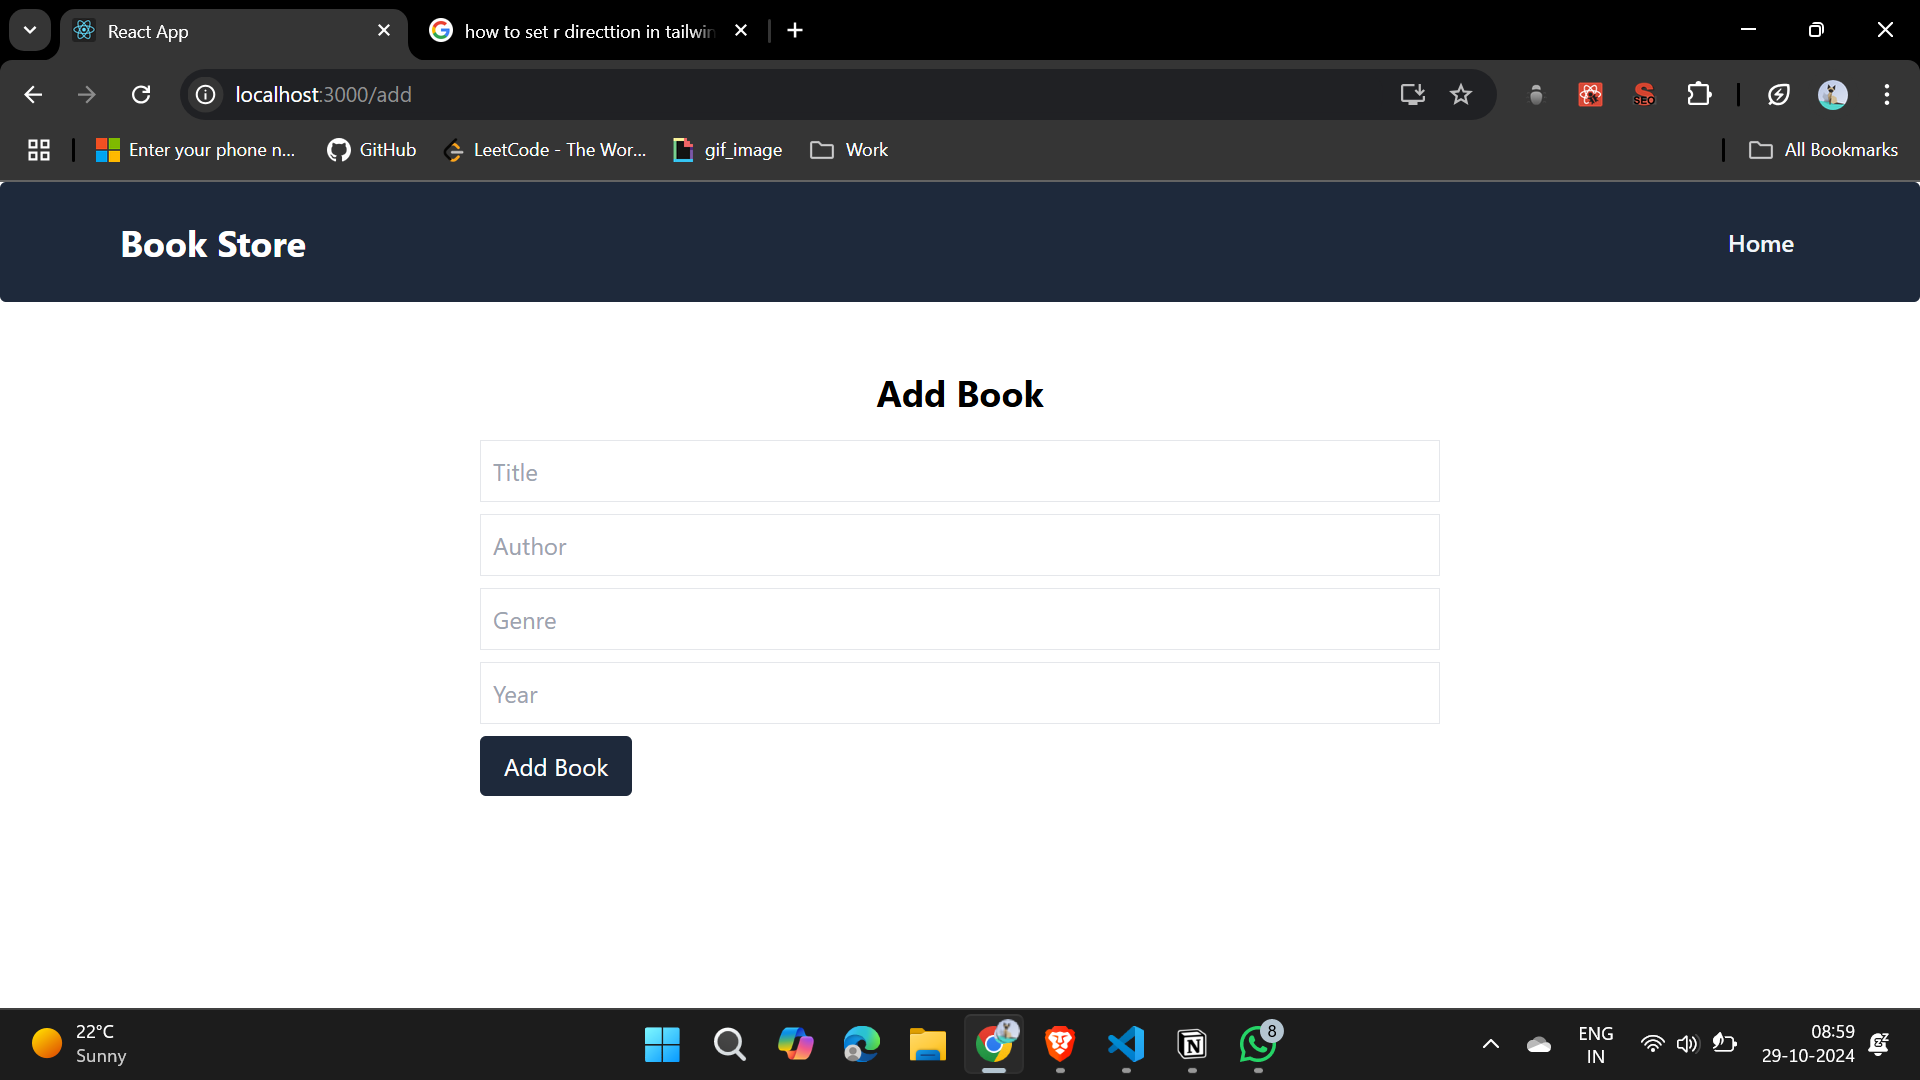 React App
how to set r directtion in tailwin
localhost:3000/add
SEO
Enter your phone n...
GitHub
LeetCode - The Wor...
gif_image
Work
All Bookmarks
Book Store
Home
Add Book
Title
Author
Genre
Year
Add Book
22°C
Sunny
8
ENG
IN
08:59
29-10-2024